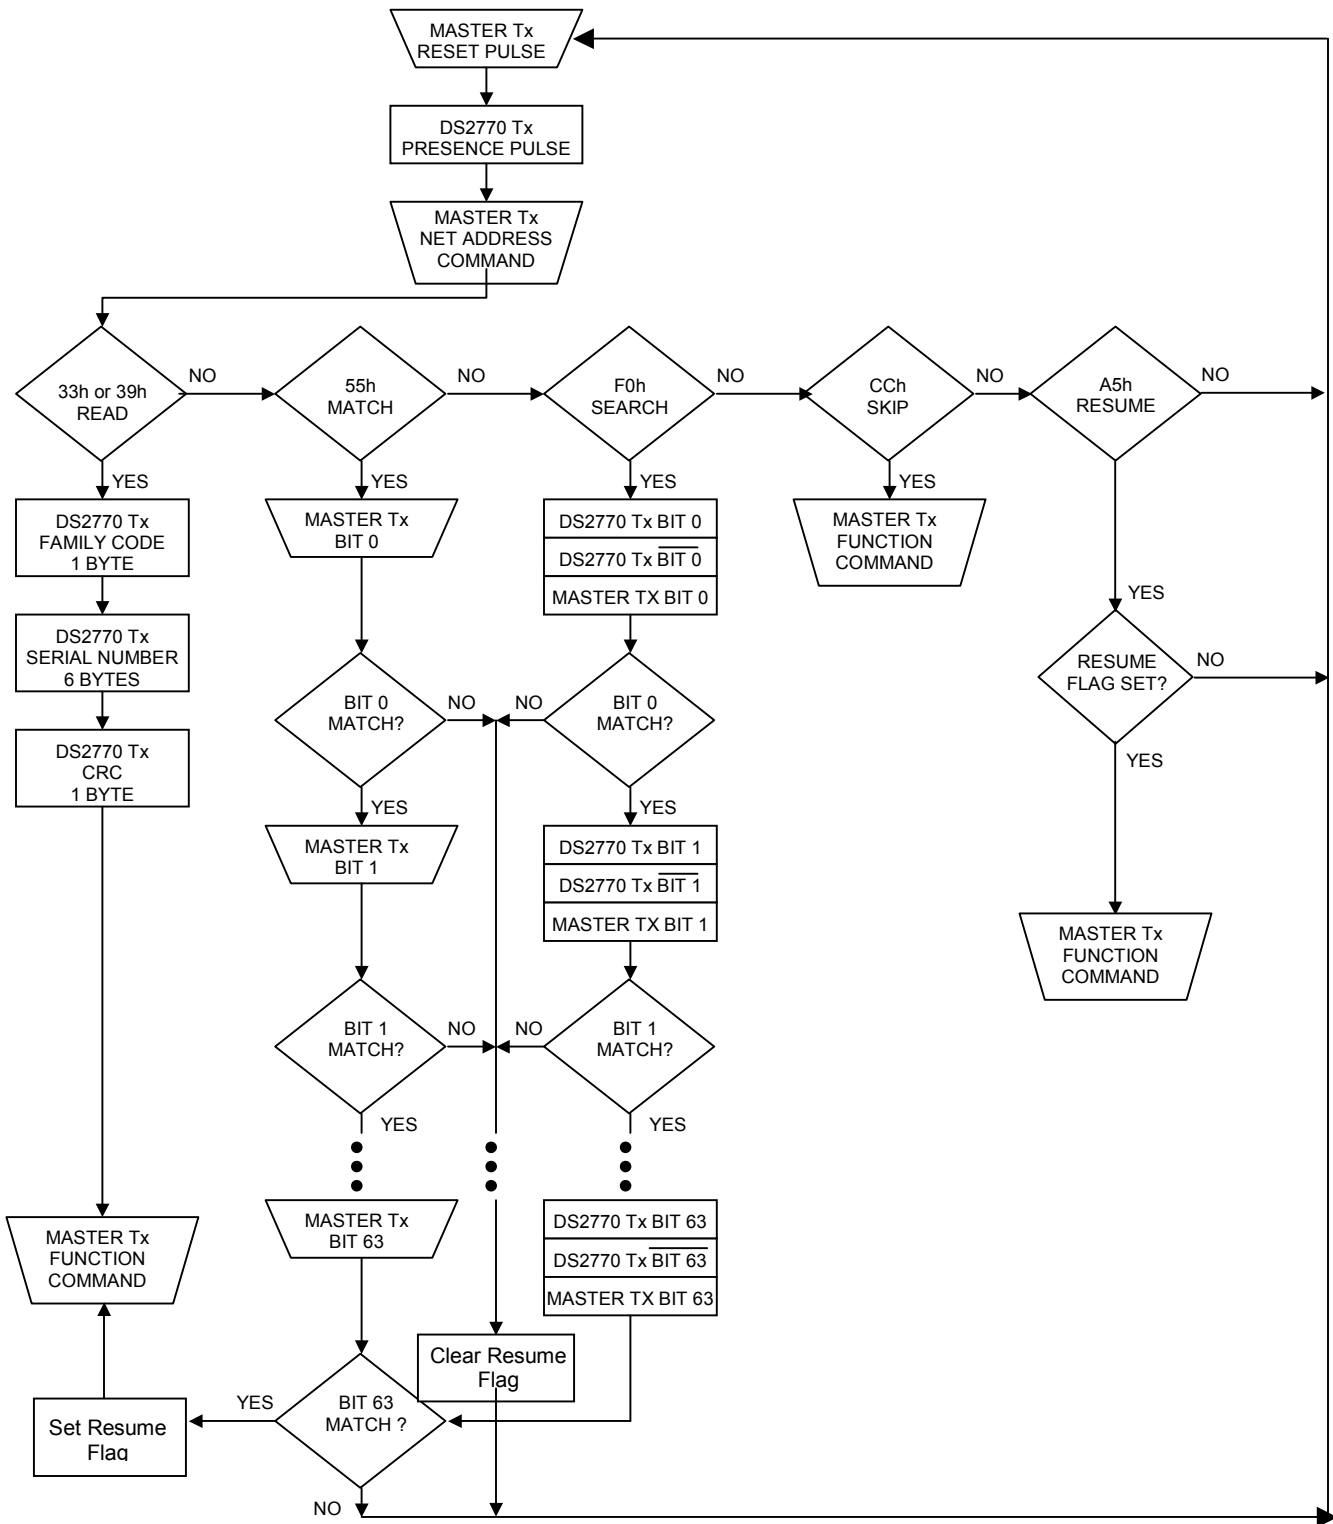 MASTER Tx
RESET PULSE
DS2770 Tx
PRESENCE PULSE
MASTER Tx
NET ADDRESS
COMMAND
33h or 39h
READ
NO
55h
MATCH
NO
F0h
SEARCH
NO
CCh
SKIP
NO
A5h
RESUME
NO
YES
YES
YES
YES
DS2770 Tx
FAMILY CODE
1 BYTE
MASTER Tx
BIT 0
DS2770 Tx BIT 0
DS2770 Tx BIT 0
MASTER TX BIT 0
MASTER Tx
FUNCTION
COMMAND
YES
DS2770 Tx
SERIAL NUMBER
6 BYTES
BIT 0
MATCH?
NO
NO
BIT 0
MATCH?
RESUME
FLAG SET?
NO
DS2770 Tx
CRC
1 BYTE
YES
YES
YES
MASTER Tx
BIT 1
DS2770 Tx BIT 1
DS2770 Tx BIT 1
MASTER TX BIT 1
MASTER Tx
FUNCTION
COMMAND
BIT 1
MATCH?
NO
NO
BIT 1
MATCH?
YES
YES
MASTER Tx
BIT 63
DS2770 Tx BIT 63
DS2770 Tx BIT 63
MASTER TX BIT 63
MASTER Tx
FUNCTION
COMMAND
Clear Resume
Flag
Set Resume
Flag
YES
BIT 63
MATCH ?
NO